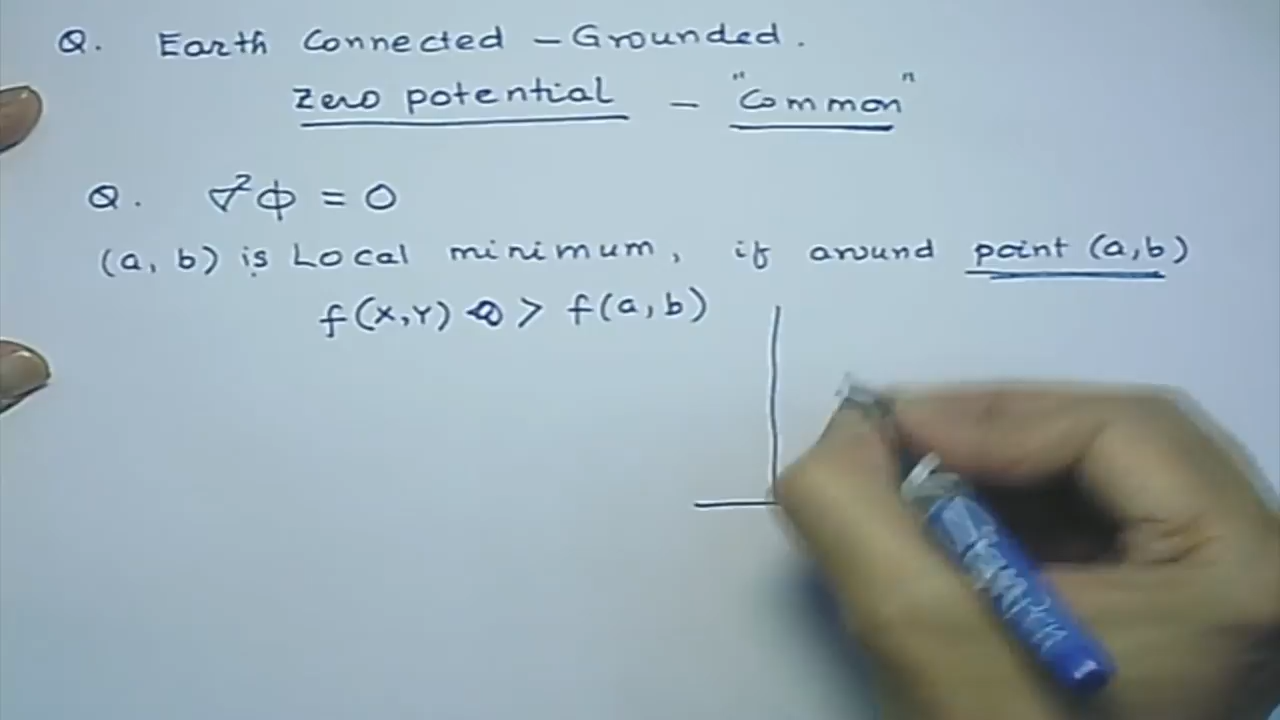 Q. Earth Connected - Grounded.
Zero potential - "Common"
Q. ∇²φ = 0
(a, b) is Local minimum, if around point (a,b)
f(x,y) > f(a,b)